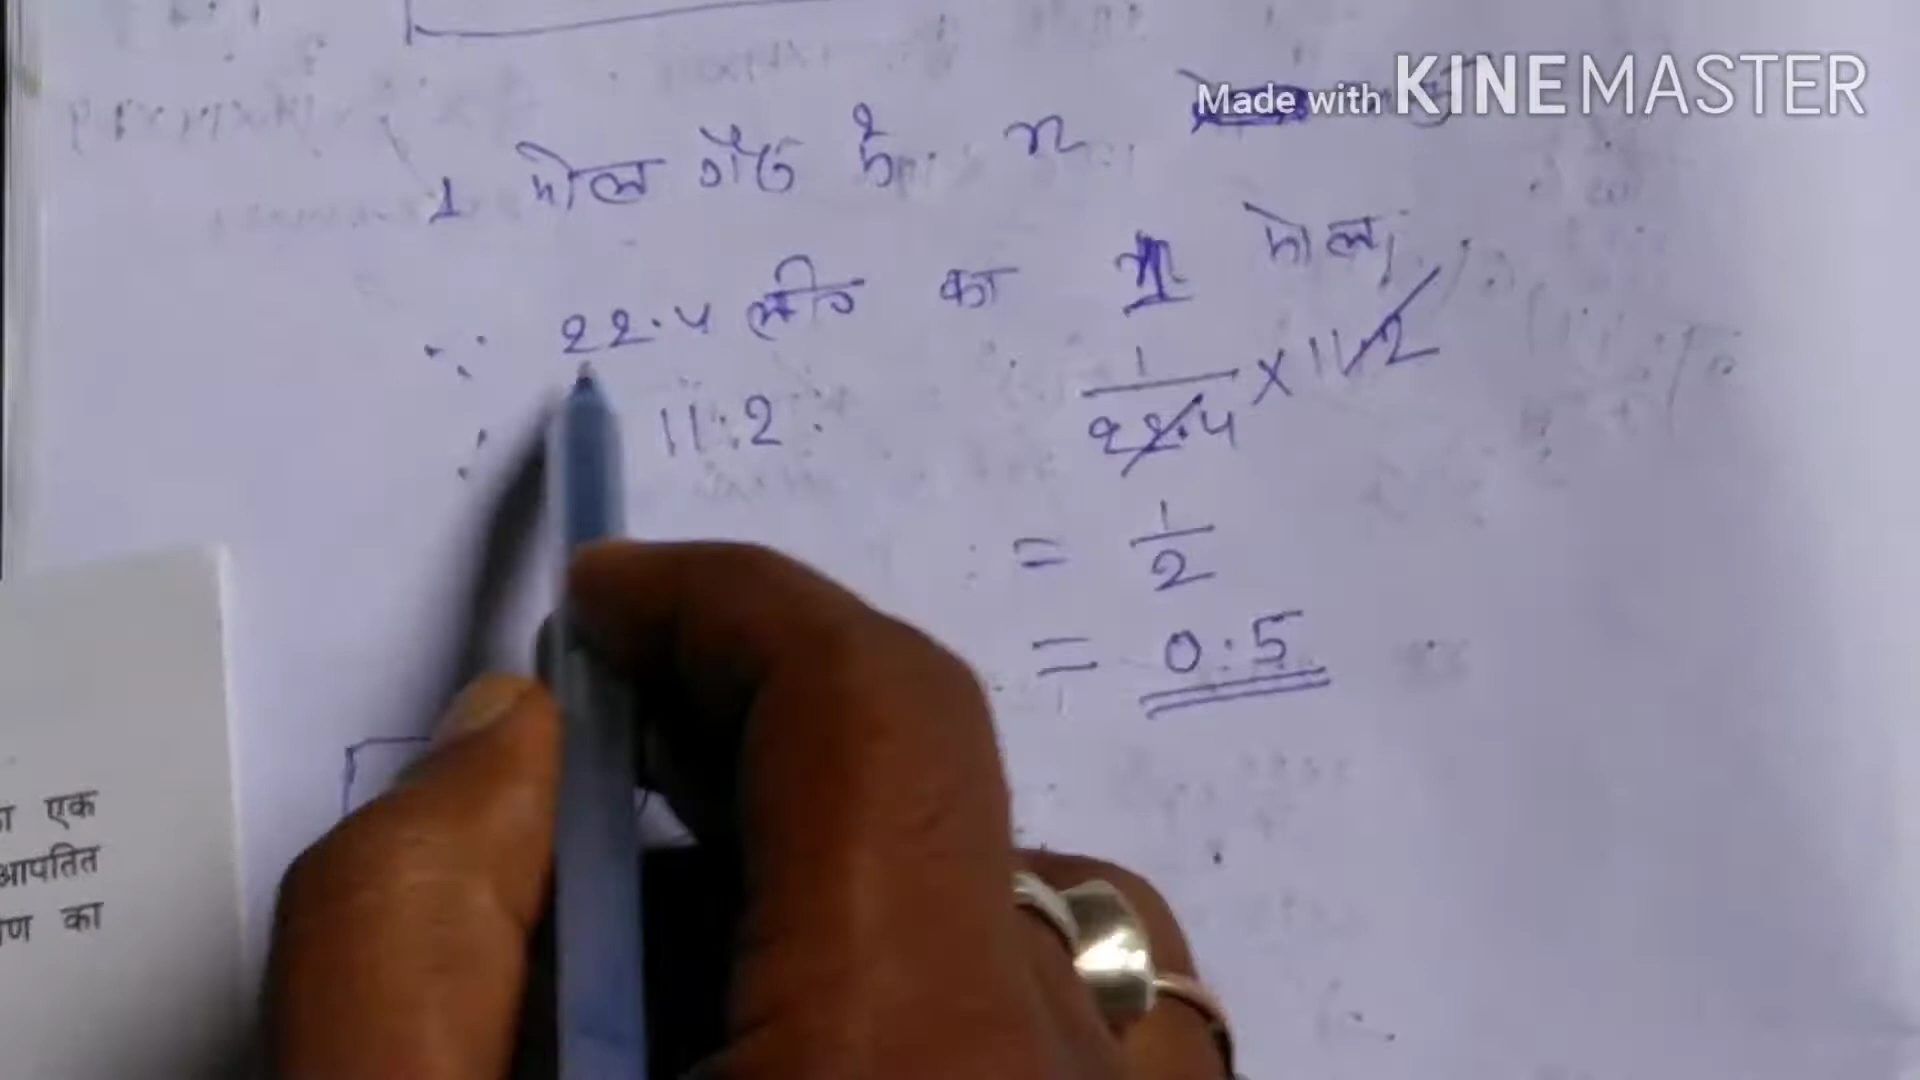 Made with KINEMASTER
1 मोल गैस है n
∵ 22.4 लीटर का 1 मोल
∴ 11.2
1/22.4 × 11.2
= 1/2
= 0.5
एक
आपतित
का